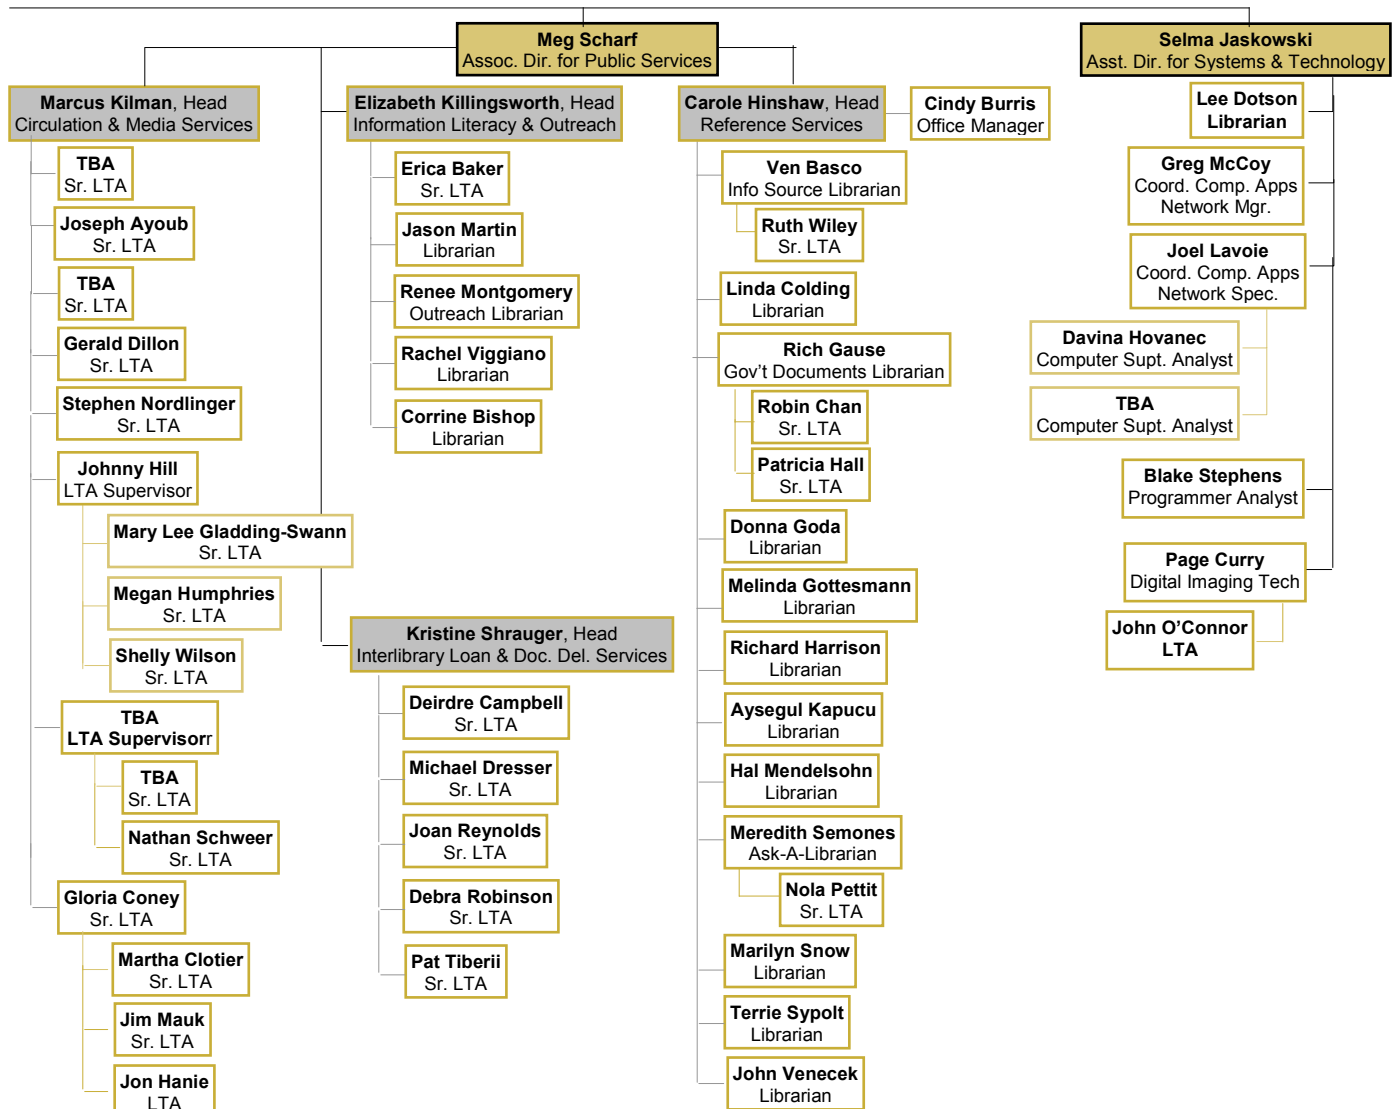 Meg Scharf
Assoc. Dir. for Public Services
Selma Jaskowski
Asst. Dir. for Systems & Technology
Marcus Kilman, Head
Circulation & Media Services
TBA
Sr. LTA
Joseph Ayoub
Sr. LTA
TBA
Sr. LTA
Gerald Dillon
Sr. LTA
Stephen Nordlinger
Sr. LTA
Johnny Hill
LTA Supervisor
Mary Lee Gladding-Swann
Sr. LTA
Megan Humphries
Sr. LTA
Shelly Wilson
Sr. LTA
TBA
LTA Supervisorr
TBA
Sr. LTA
Nathan Schweer
Sr. LTA
Gloria Coney
Sr. LTA
Martha Clotier
Sr. LTA
Jim Mauk
Sr. LTA
Jon Hanie
LTA
Elizabeth Killingsworth, Head
Information Literacy & Outreach
Erica Baker
Sr. LTA
Jason Martin
Librarian
Renee Montgomery
Outreach Librarian
Rachel Viggiano
Librarian
Corrine Bishop
Librarian
Kristine Shrauger, Head
Interlibrary Loan & Doc. Del. Services
Deirdre Campbell
Sr. LTA
Michael Dresser
Sr. LTA
Joan Reynolds
Sr. LTA
Debra Robinson
Sr. LTA
Pat Tiberii
Sr. LTA
Carole Hinshaw, Head
Reference Services
Cindy Burris
Office Manager
Ven Basco
Info Source Librarian
Ruth Wiley
Sr. LTA
Linda Colding
Librarian
Rich Gause
Gov't Documents Librarian
Robin Chan
Sr. LTA
Patricia Hall
Sr. LTA
Donna Goda
Librarian
Melinda Gottesmann
Librarian
Richard Harrison
Librarian
Aysegul Kapucu
Librarian
Hal Mendelsohn
Librarian
Meredith Semones
Ask-A-Librarian
Nola Pettit
Sr. LTA
Marilyn Snow
Librarian
Terrie Sypolt
Librarian
John Venecek
Librarian
Lee Dotson
Librarian
Greg McCoy
Coord. Comp. Apps
Network Mgr.
Joel Lavoie
Coord. Comp. Apps
Network Spec.
Davina Hovanec
Computer Supt. Analyst
TBA
Computer Supt. Analyst
Blake Stephens
Programmer Analyst
Page Curry
Digital Imaging Tech
John O'Connor
LTA